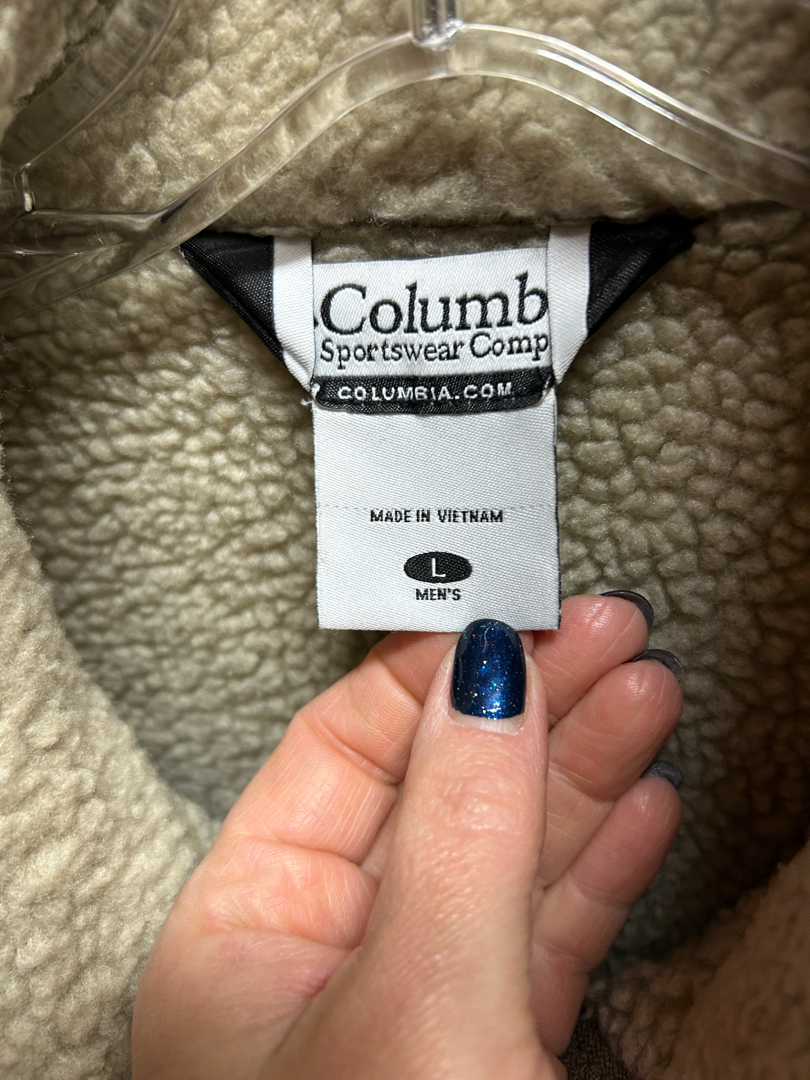 Columb
Sportswear Comp
COLUMBIA.COM
MADE IN VIETNAM
L
MEN'S